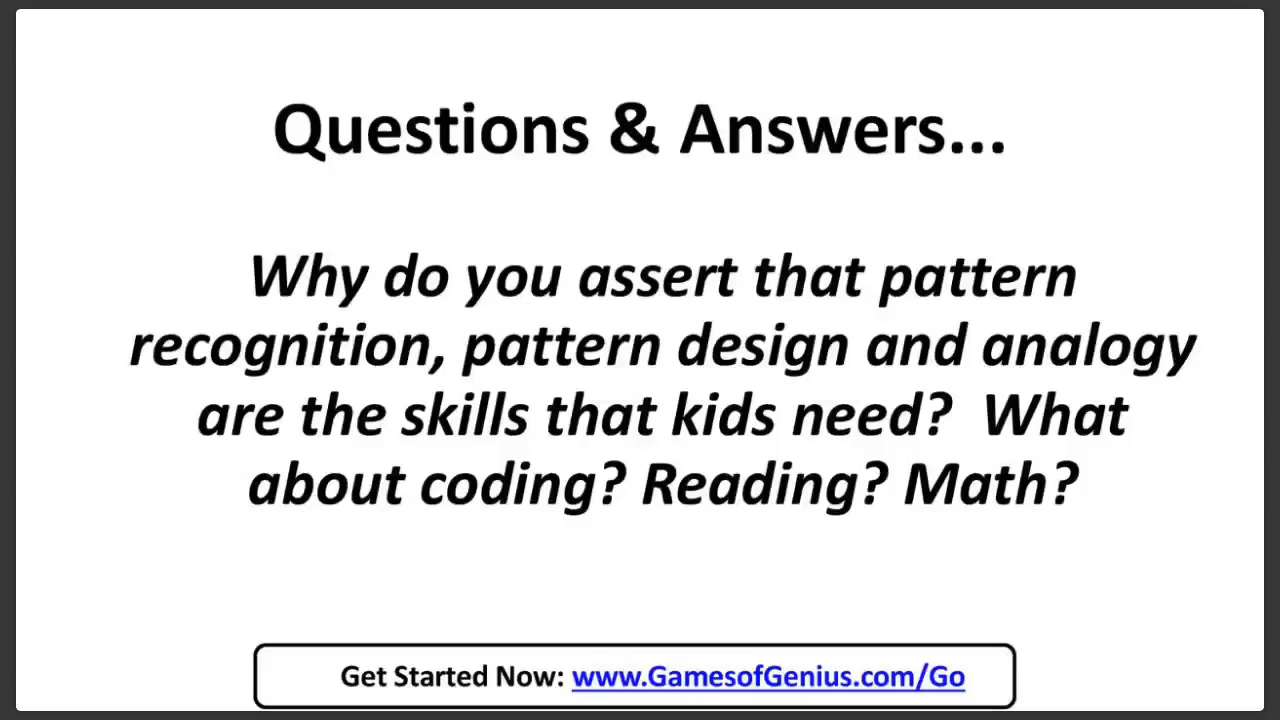 Questions & Answers...
Why do you assert that pattern
recognition, pattern design and analogy
are the skills that kids need?  What
about coding? Reading? Math?
Get Started Now: www.GamesofGenius.com/Go